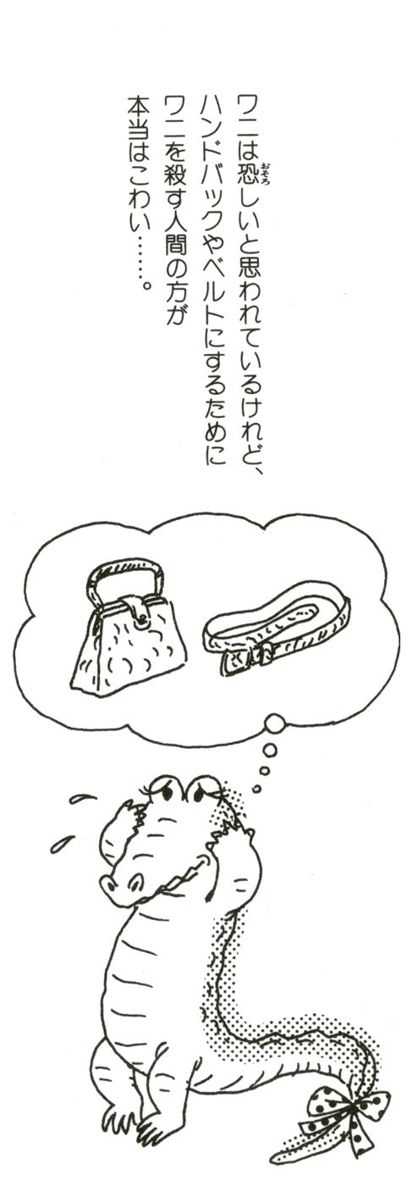 ワニは恐しいと思われているけれど、
おそろ
ハンドバックやベルトにするために
ワニを殺す人間の方が
本当はこわい……。